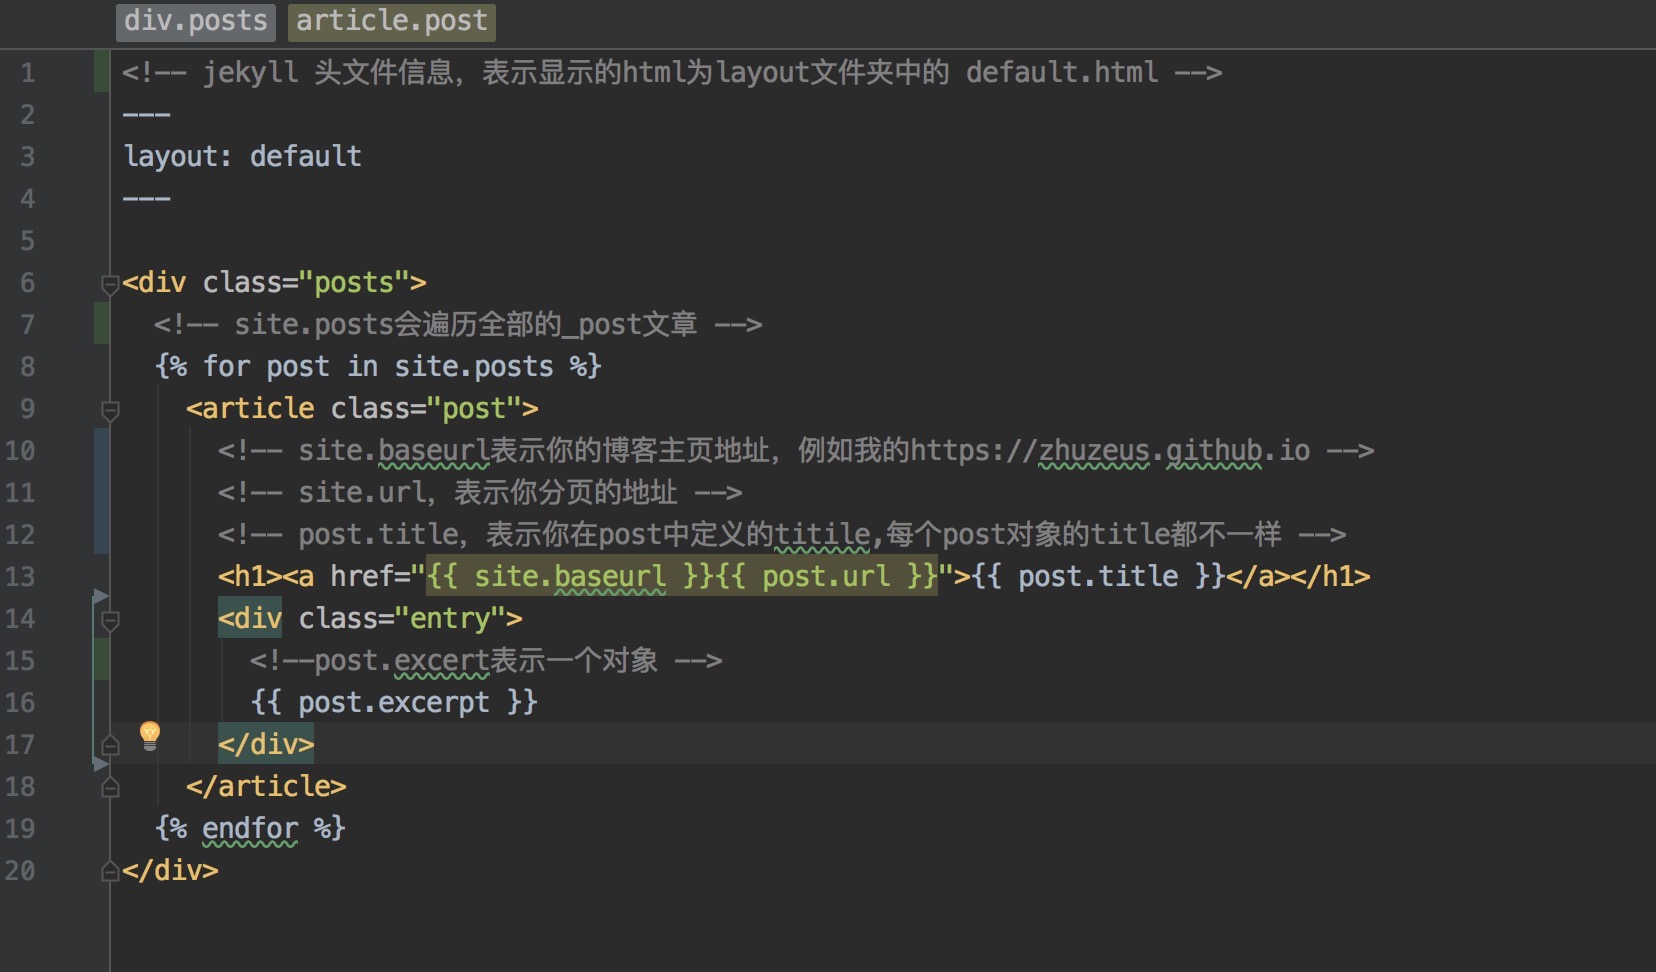 div.posts article.post
1 <!-- jekyll 头文件信息，表示显示的html为layout文件夹中的 default.html -->
2 ---
3 layout: default
4 ---
5
6 <div class="posts">
7 <!-- site.posts会遍历全部的_post文章 -->
8 {% for post in site.posts %}
9 <article class="post">
10 <!-- site.baseurl表示你的博客主页地址，例如我的https://zhuzeus.github.io -->
11 <!-- site.url，表示你分页的地址 -->
12 <!-- post.title，表示你在post中定义的titile,每个post对象的title都不一样 -->
13 <h1><a href="{{ site.baseurl }}{{ post.url }}">{{ post.title }}</a></h1>
14 <div class="entry">
15 <!--post.excert表示一个对象 -->
16 {{ post.excerpt }}
17 </div>
18 </article>
19 {% endfor %}
20 </div>